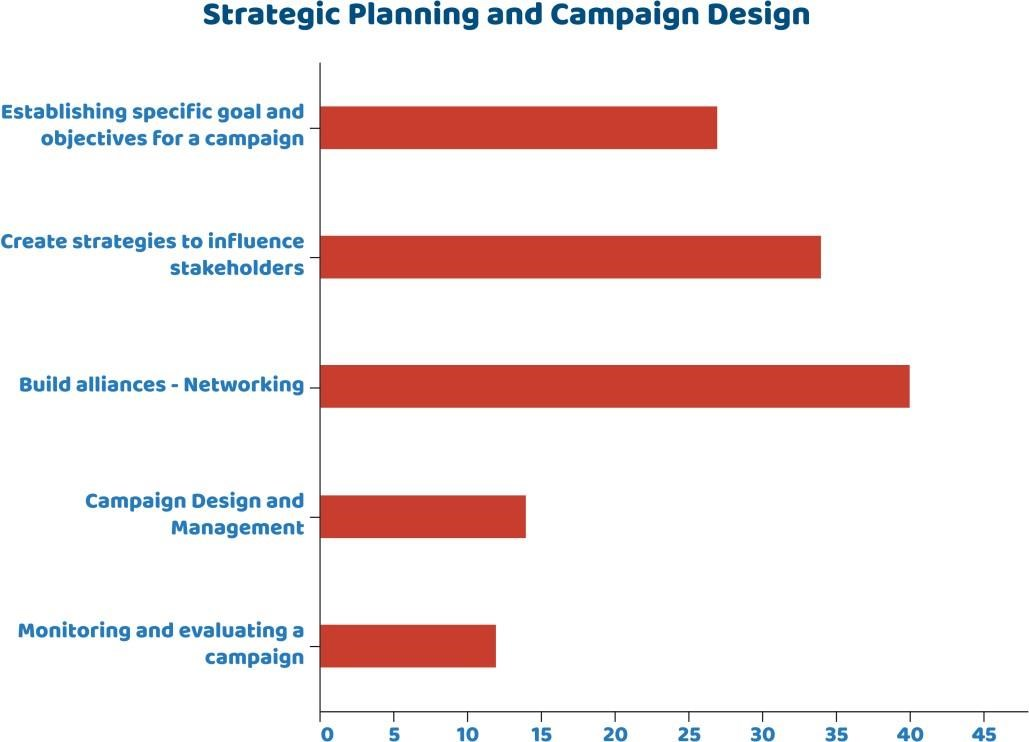 Strategic Planning and Campaign Design
Establishing specific goal and
objectives for a campaign
Create strategies to influence
stakeholders
Build alliances - Networking
Campaign Design and
Management
Monitoring and evaluating a
campaign
0 5 10 15 20 25 30 35 40 45